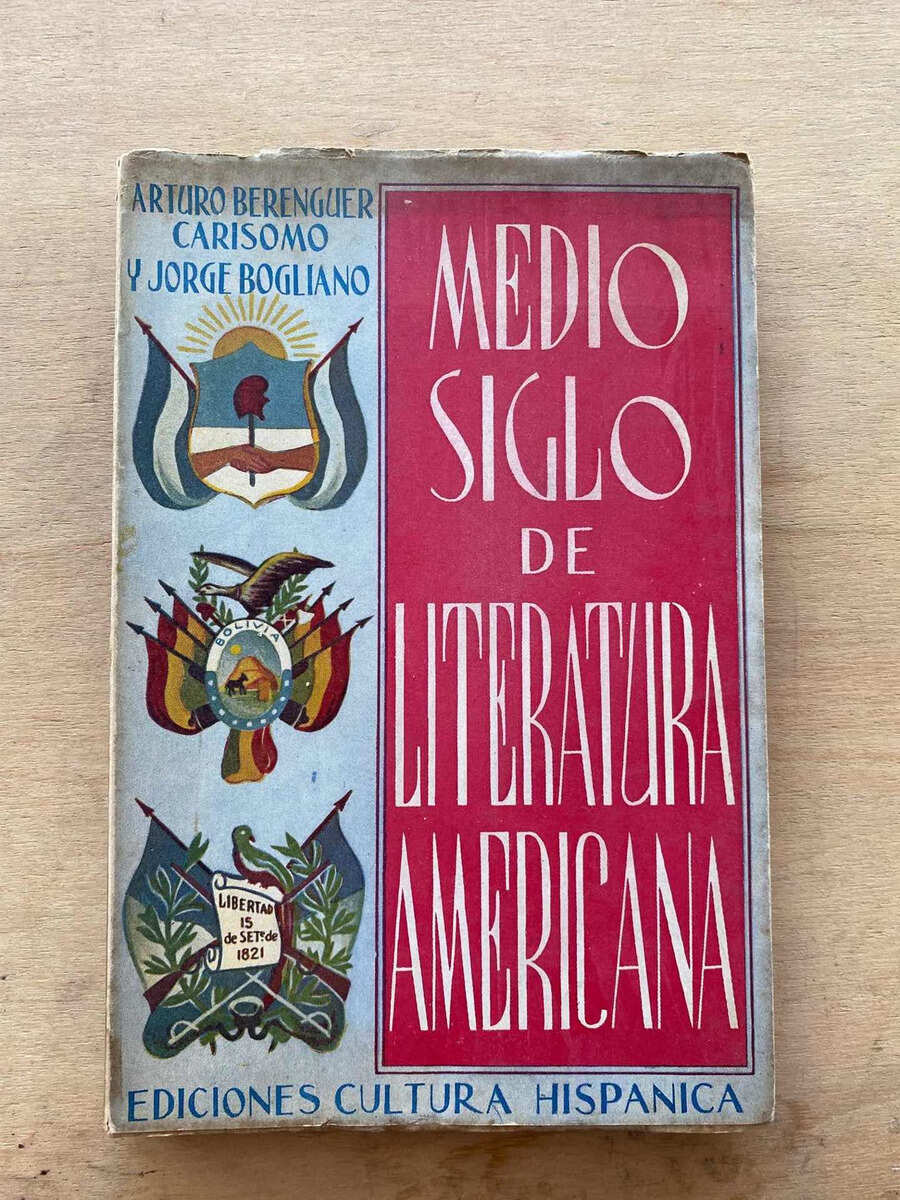 ARTURO BERENGUER
CARISOMO
Y JORGE BOGLIANO
MEDIO
SIGLO
DE
LITERATURA
AMERICANA
BOLIVIA
LIBERTAD
15
de SETe. de
1821
EDICIONES CULTURA HISPANICA